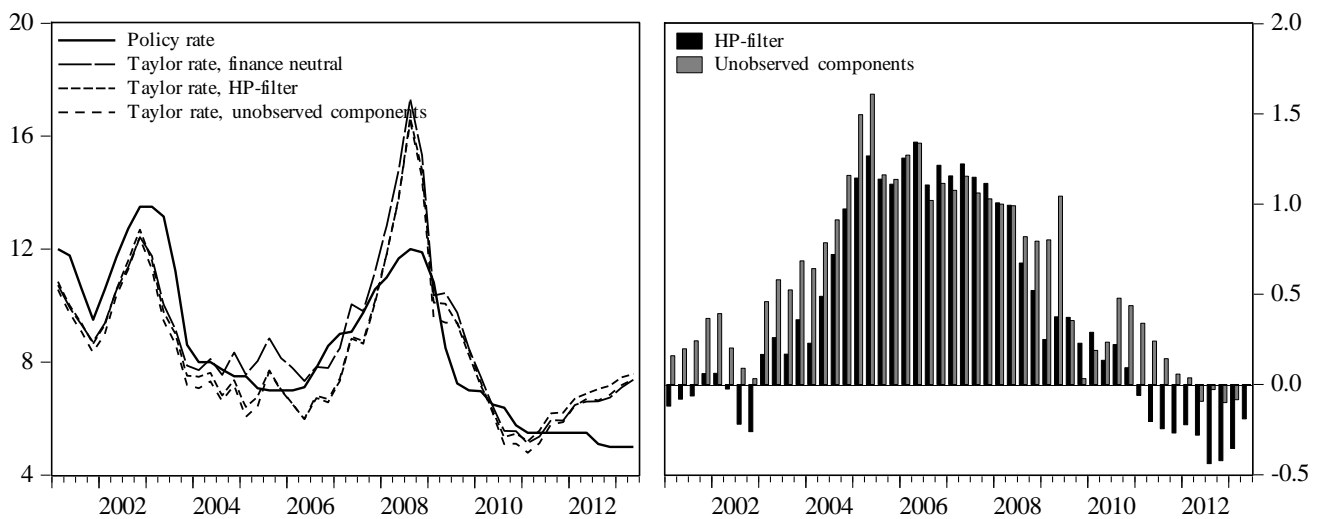 20
16
12
8
4
Policy rate
Taylor rate, finance neutral
Taylor rate, HP-filter
Taylor rate, unobserved components
2002 2004 2006 2008 2010 2012
HP-filter
Unobserved components
2.0
1.5
1.0
0.5
0.0
-0.5
2002 2004 2006 2008 2010 2012